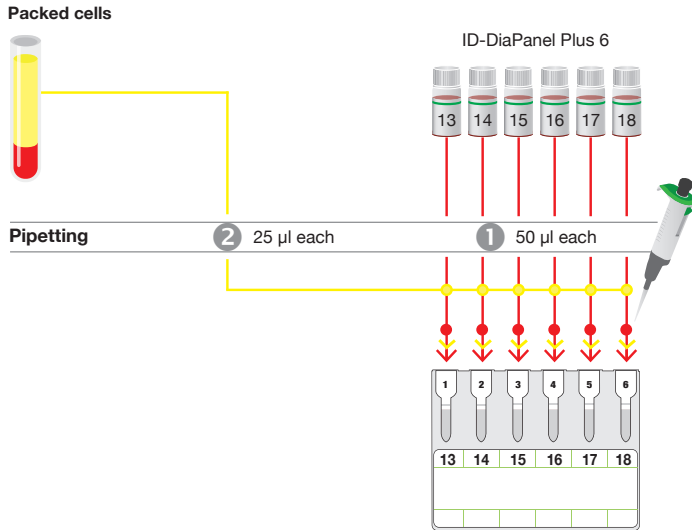 Packed cells
ID-DiaPanel Plus 6
13 14 15 16 17 18
Pipetting 2 25 µl each 1 50 µl each
1 2 3 4 5 6
13 14 15 16 17 18